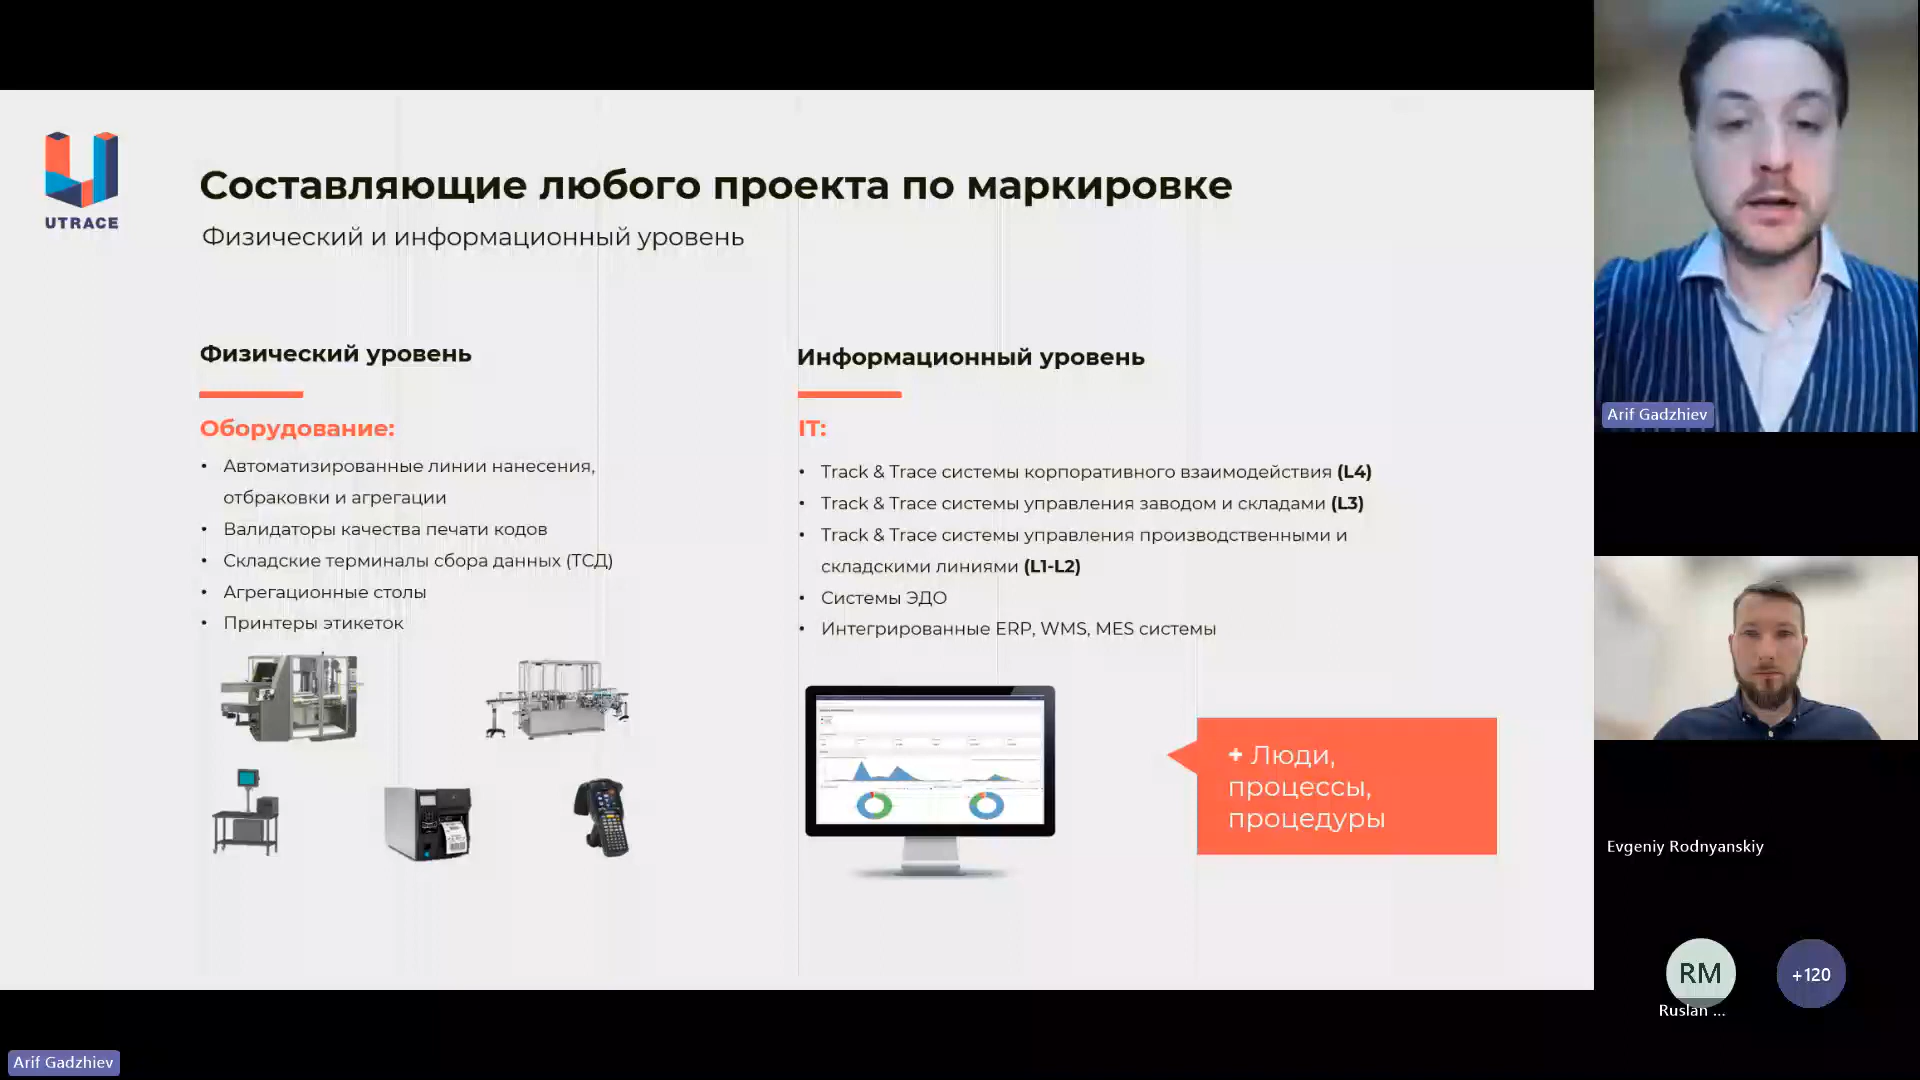 UTRACE
Составляющие любого проекта по маркировке
Физический и информационный уровень
Физический уровень
Оборудование:
• Автоматизированные линии нанесения,
отбраковки и агрегации
• Валидаторы качества печати кодов
• Складские терминалы сбора данных (ТСД)
• Агрегационные столы
• Принтеры этикеток
Информационный уровень
IT:
• Track & Trace системы корпоративного взаимодействия (L4)
• Track & Trace системы управления заводом и складами (L3)
• Track & Trace системы управления производственными и
складскими линиями (L1-L2)
• Системы ЭДО
• Интегрированные ERP, WMS, MES системы
+ Люди,
процессы,
процедуры
Arif Gadzhiev
Evgeniy Rodnyanskiy
RM
Ruslan ...
+120
Arif Gadzhiev